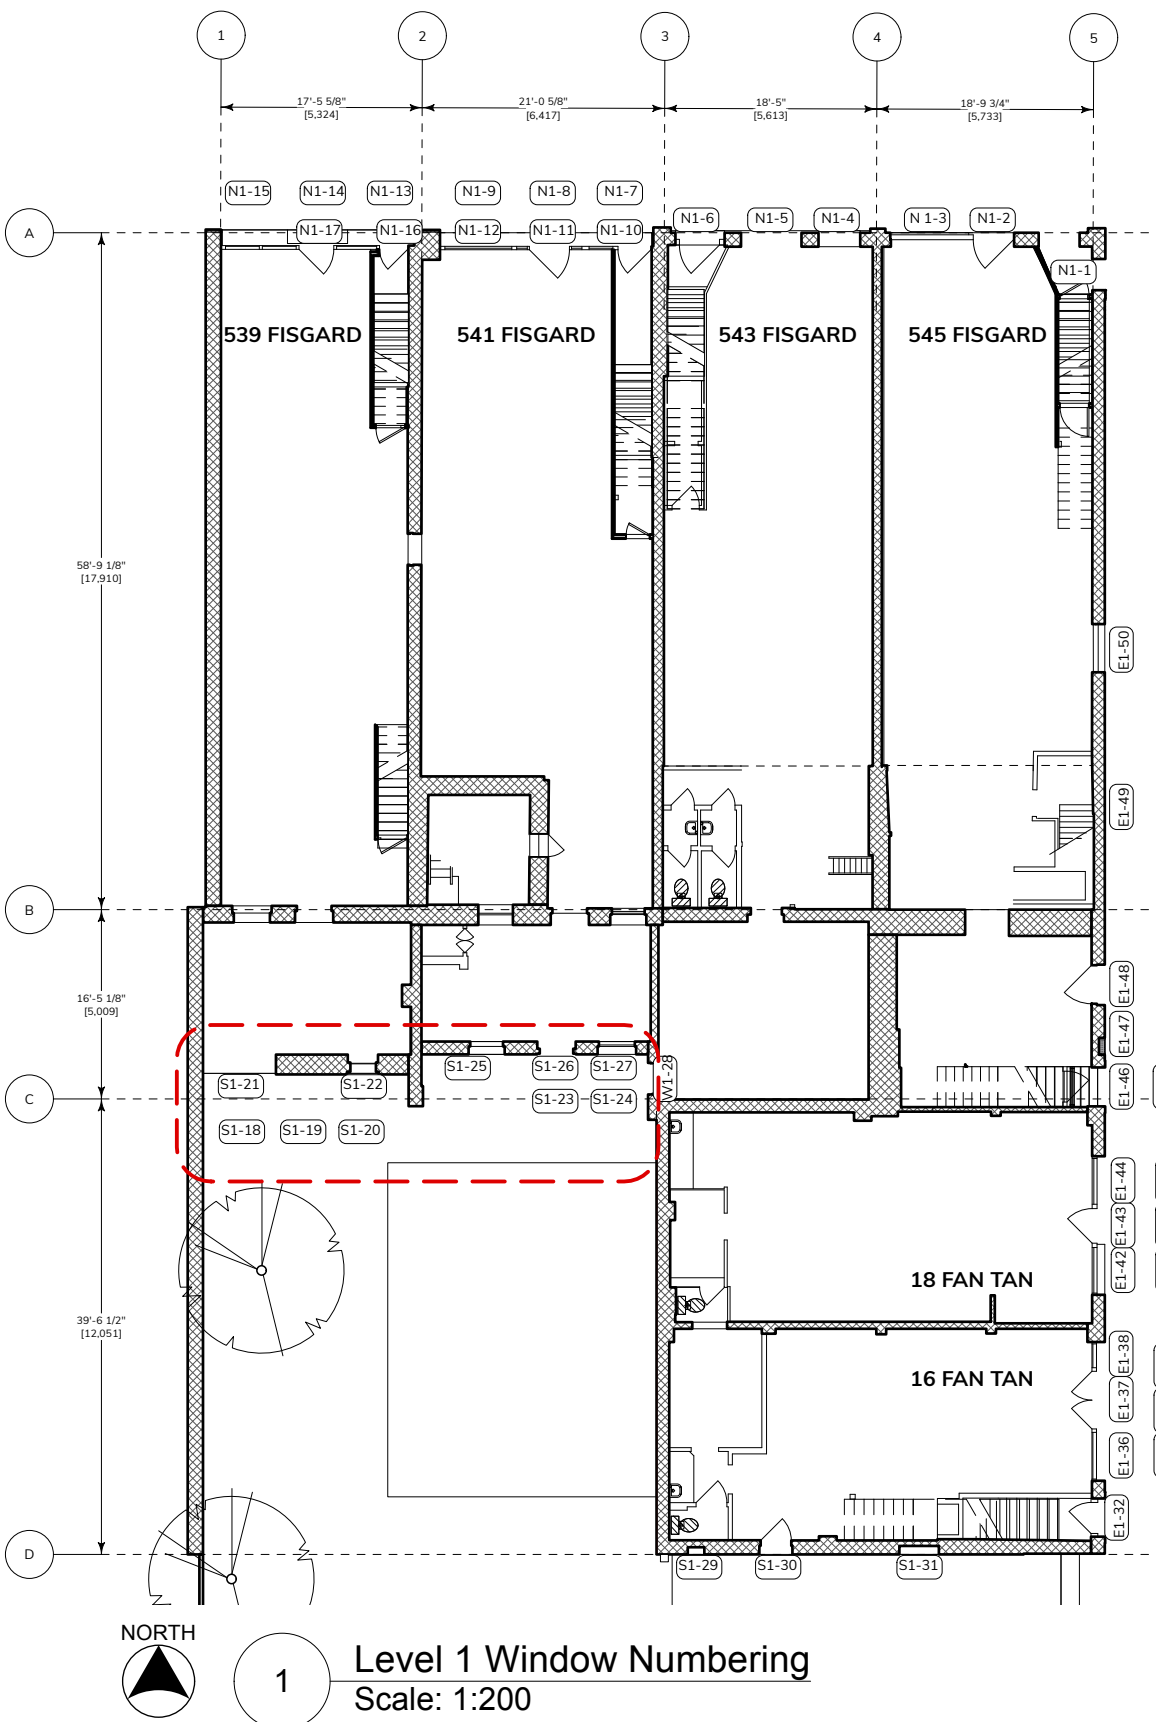 1 2 3 4 5
17'-5 5/8" 21'-0 5/8" 18'-5" 18'-9 3/4"
[5,324] [6,417] [5,613] [5,733]
N1-15 N1-14 N1-13 N1-9 N1-8 N1-7
N1-6 N1-5 N1-4 N 1-3 N1-2
A N1-17 N1-16 N1-12 N1-11 N1-10
N1-1
539 FISGARD 541 FISGARD 543 FISGARD 545 FISGARD
58'-9 1/8"
[17,910]
E1-50
E1-49
B
16'-5 1/8"
[5,009]
E1-48
E1-47
S1-25 S1-26 S1-27 W1-28
S1-21 S1-22 E1-46
C S1-23 S1-24
S1-18 S1-19 S1-20
E1-44
E1-43
E1-42
18 FAN TAN
39'-6 1/2"
[12,051]
E1-38
16 FAN TAN
E1-37
E1-36
E1-32
D
S1-29 S1-30 S1-31
NORTH
1 Level 1 Window Numbering
Scale: 1:200